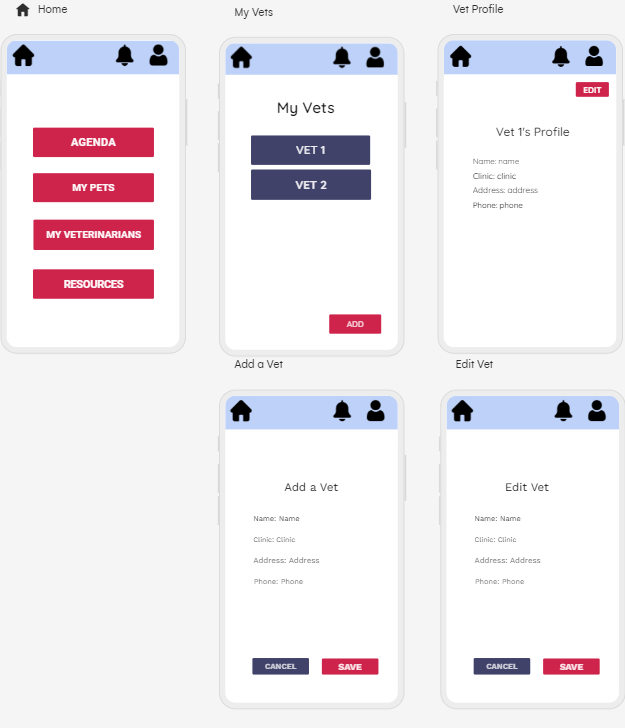 Home
AGENDA
MY PETS
MY VETERINARIANS
RESOURCES
My Vets
My Vets
VET 1
VET 2
ADD
Vet Profile
EDIT
Vet 1's Profile
Name: name
Clinic: clinic
Address: address
Phone: phone
Add a Vet
Add a Vet
Name: Name
Clinic: Clinic
Address: Address
Phone: Phone
CANCEL
SAVE
Edit Vet
Edit Vet
Name: Name
Clinic: Clinic
Address: Address
Phone: Phone
CANCEL
SAVE